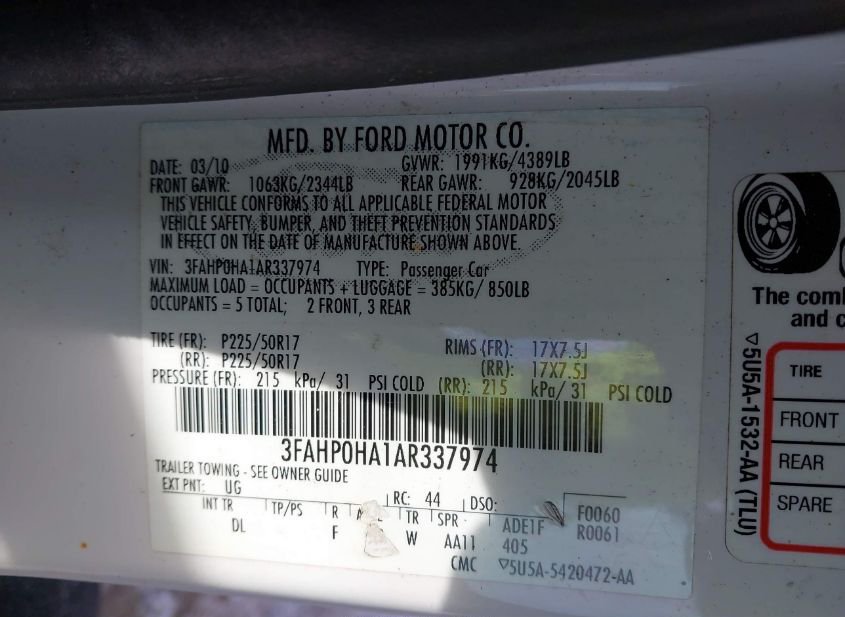 MFD. BY FORD MOTOR CO.
DATE: 03/10 GVWR: 1991KG/4389LB
FRONT GAWR: 1063KG/2344LB REAR GAWR: 928KG/2045LB
THIS VEHICLE CONFORMS TO ALL APPLICABLE FEDERAL MOTOR
VEHICLE SAFETY, BUMPER, AND THEFT PREVENTION STANDARDS
IN EFFECT ON THE DATE OF MANUFACTURE SHOWN ABOVE.
VIN: 3FAHP0HA1AR337974 TYPE: Passenger Car
MAXIMUM LOAD = OCCUPANTS + LUGGAGE = 385KG/ 850LB
OCCUPANTS = 5 TOTAL; 2 FRONT, 3 REAR
TIRE (FR): P225/50R17 RIMS (FR): 17X7.5J
(RR): P225/50R17 (RR): 17X7.5J
PRESSURE (FR): 215 kPa/ 31 PSI COLD (RR): 215 kPa/ 31 PSI COLD
3FAHP0HA1AR337974
TRAILER TOWING - SEE OWNER GUIDE
EXT PNT: UG RC: 44 DSO:
INT TR TP/PS R TR SPR F0060
DL F W AA11 ADE1F R0061
405
CMC ▽5U5A-5420472-AA
The comb
and c
▽5U5A-1532-AA (TLU)
TIRE
FRONT
REAR
SPARE